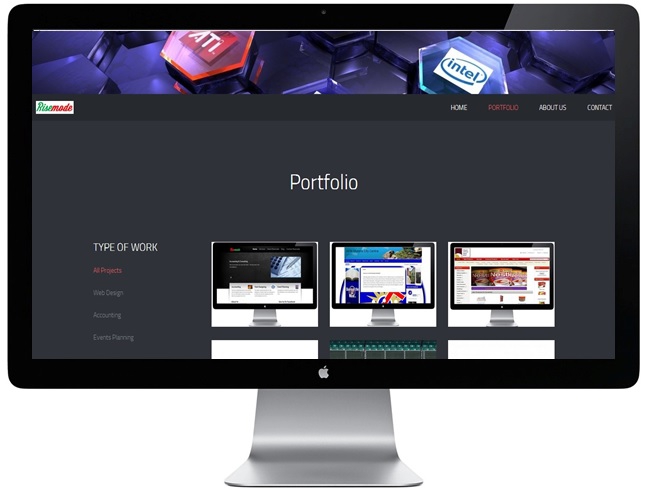 ATI
intel
Risemode
HOME PORTFOLIO ABOUT US CONTACT
Portfolio
TYPE OF WORK
All Projects
Web Design
Accounting
Events Planning